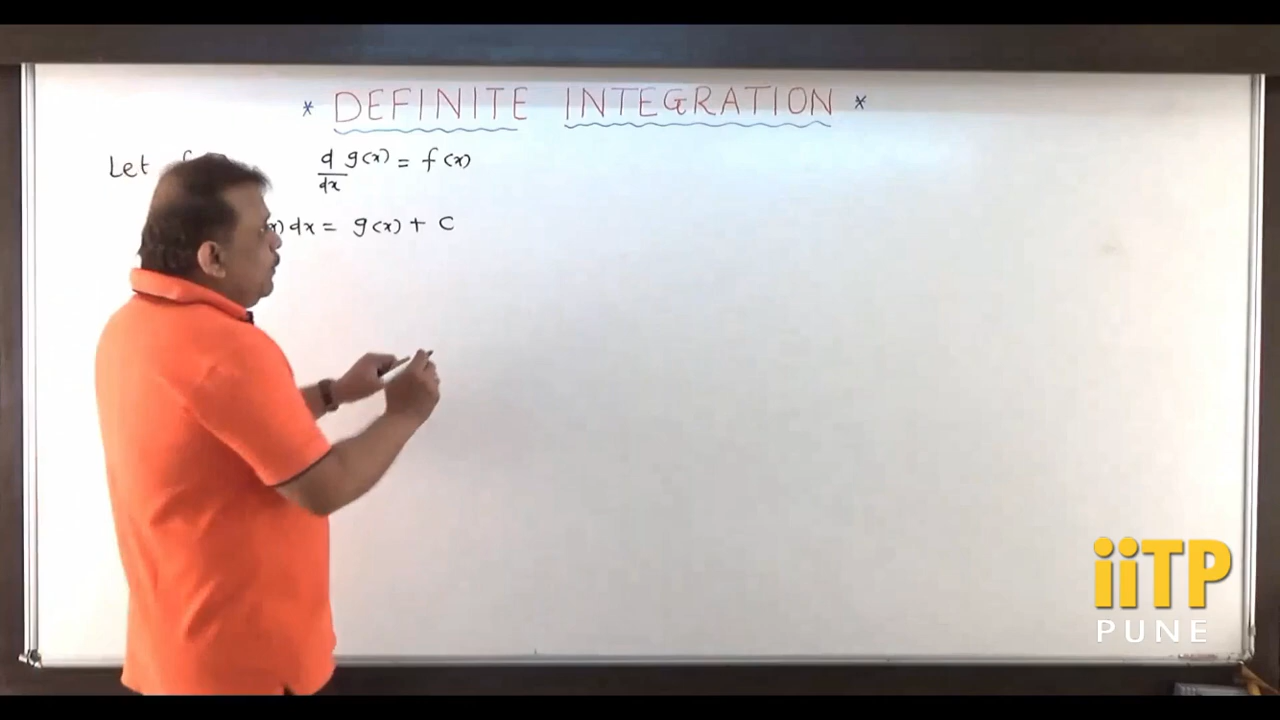 * DEFINITE INTEGRATION *
Let d/dx g(x) = f(x)
x) dx = g(x) + C
iiTP
PUNE